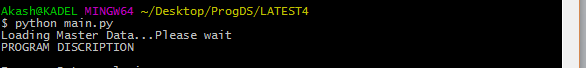 Akash@KADEL MINGW64 ~/Desktop/ProgDS/LATEST4
$ python main.py
Loading Master Data...Please wait
PROGRAM DISCRIPTION